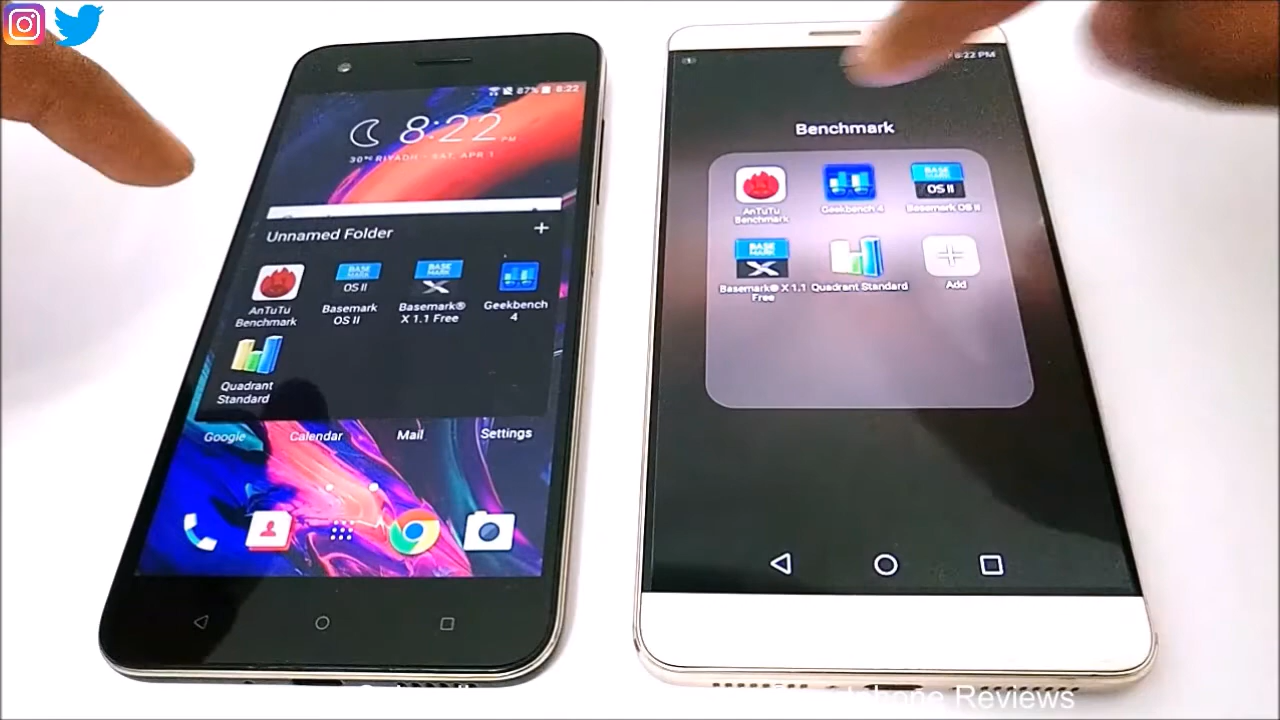 87% 8:22
8:22 PM
30° RIYADH - SAT, APR 1
Unnamed Folder
+
AnTuTu
Benchmark
BASE
MARK
OS II
Basemark
OS II
BASE
MARK
X
Basemark®
X 1.1 Free
Geekbench
4
Quadrant
Standard
Google
Calendar
Mail
Settings
8:22 PM
Benchmark
AnTuTu
Benchmark
Geekbench 4
BASE
MARK
OS II
Basemark OS II
BASE
MARK
X
Basemark® X 1.1
Free
Quadrant Standard
Add
Reviews